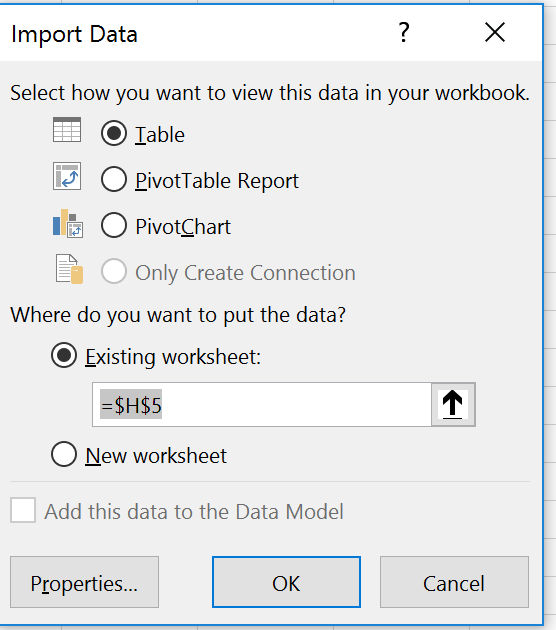 Import Data ?
Select how you want to view this data in your workbook.
Table
PivotTable Report
PivotChart
Only Create Connection
Where do you want to put the data?
Existing worksheet:
=$H$5
New worksheet
Add this data to the Data Model
Properties... OK Cancel